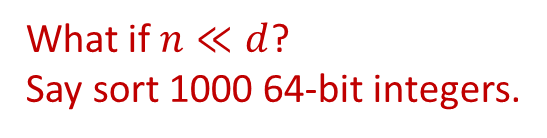 What if n ≪ d?
Say sort 1000 64-bit integers.